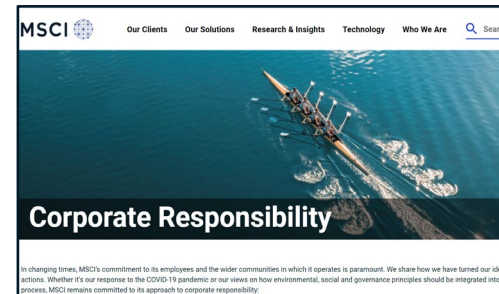 MSCI
Our Clients Our Solutions Research & Insights Technology Who We Are Sear
Corporate Responsibility
In changing times, MSCI's commitment to its employees and the wider communities in which it operates is paramount. We share how we have turned our ide
actions. Whether it's our response to the COVID-19 pandemic or our views on how environmental, social and governance principles should be integrated into
process, MSCI remains committed to its approach to corporate responsibility: